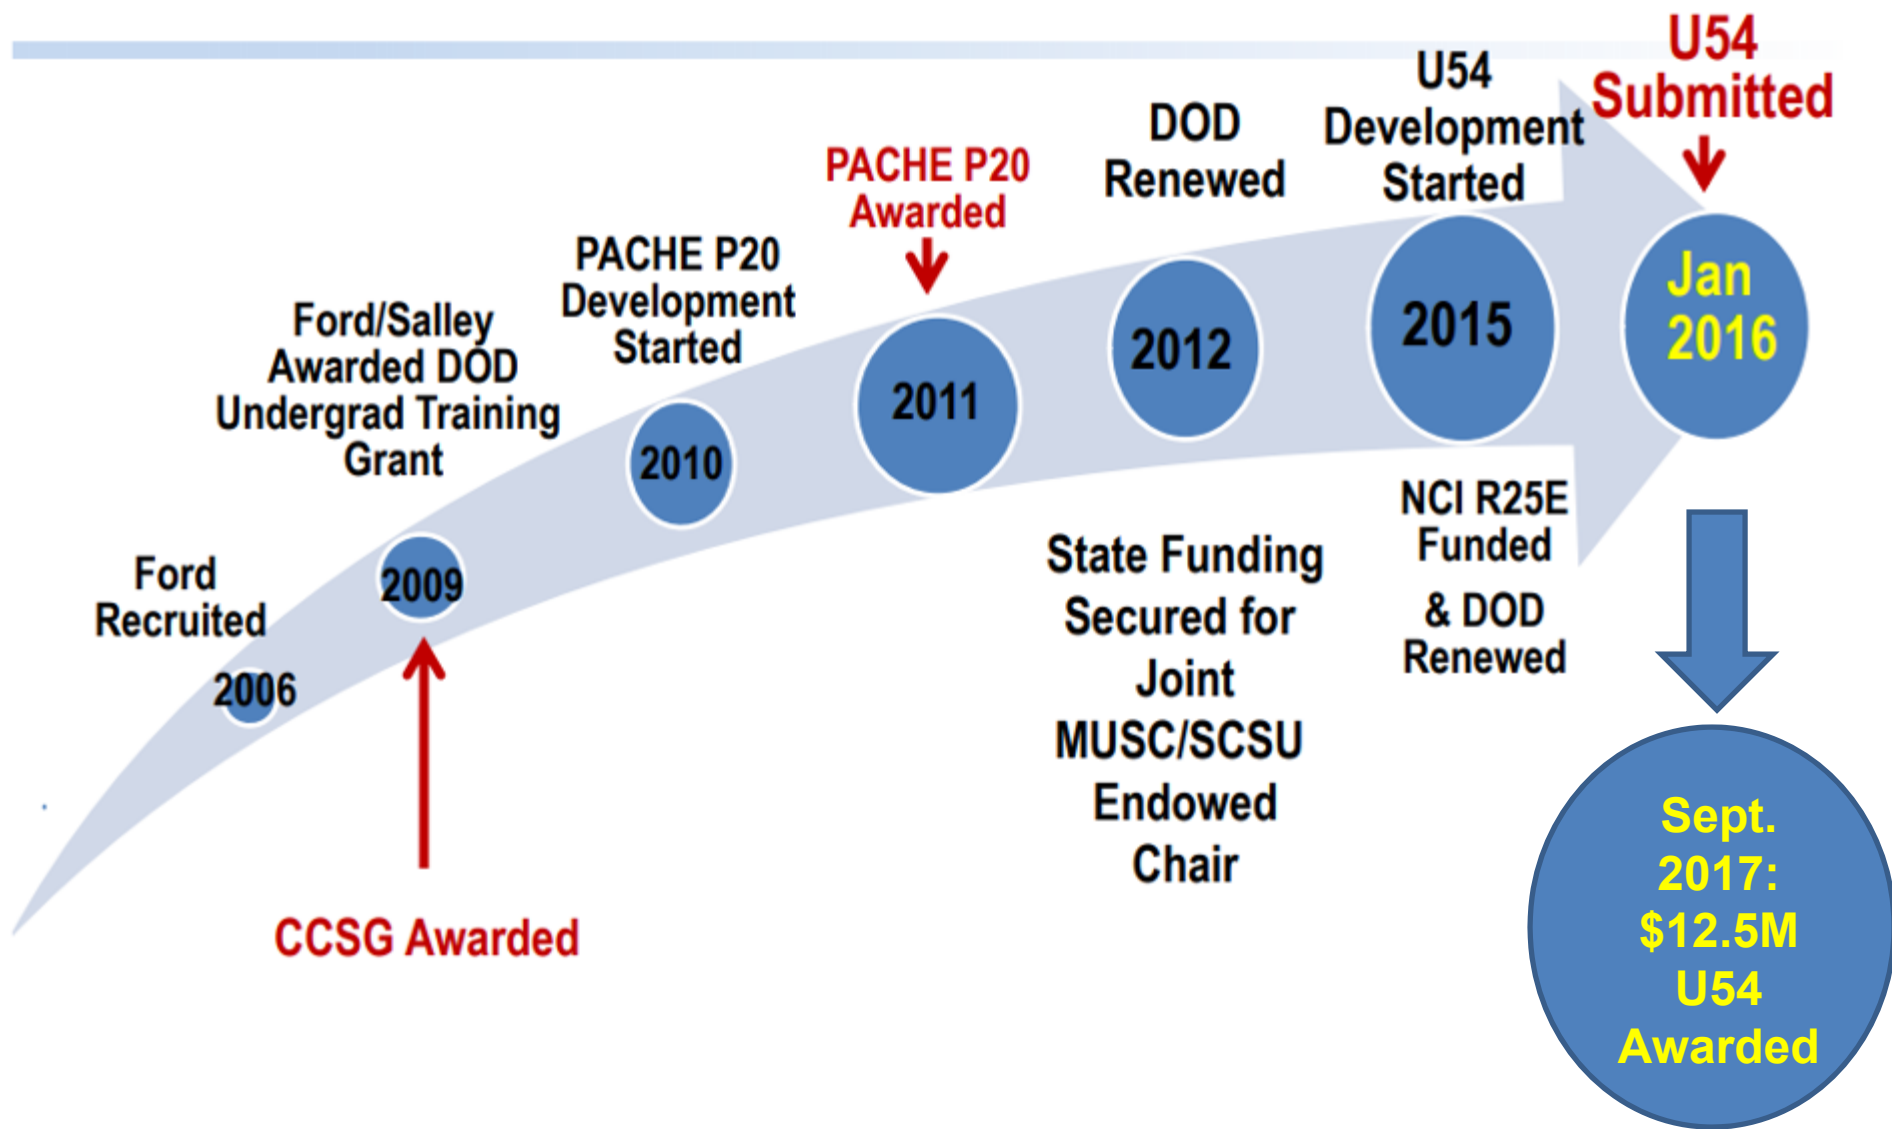 Ford
Recruited
2006
Ford/Salley
Awarded DOD
Undergrad Training
Grant
2009
CCSG Awarded
PACHE P20
Development
Started
2010
PACHE P20
Awarded
2011
DOD
Renewed
2012
State Funding
Secured for
Joint
MUSC/SCSU
Endowed
Chair
U54
Development
Started
2015
NCI R25E
Funded
& DOD
Renewed
U54
Submitted
Jan
2016
Sept.
2017:
$12.5M
U54
Awarded